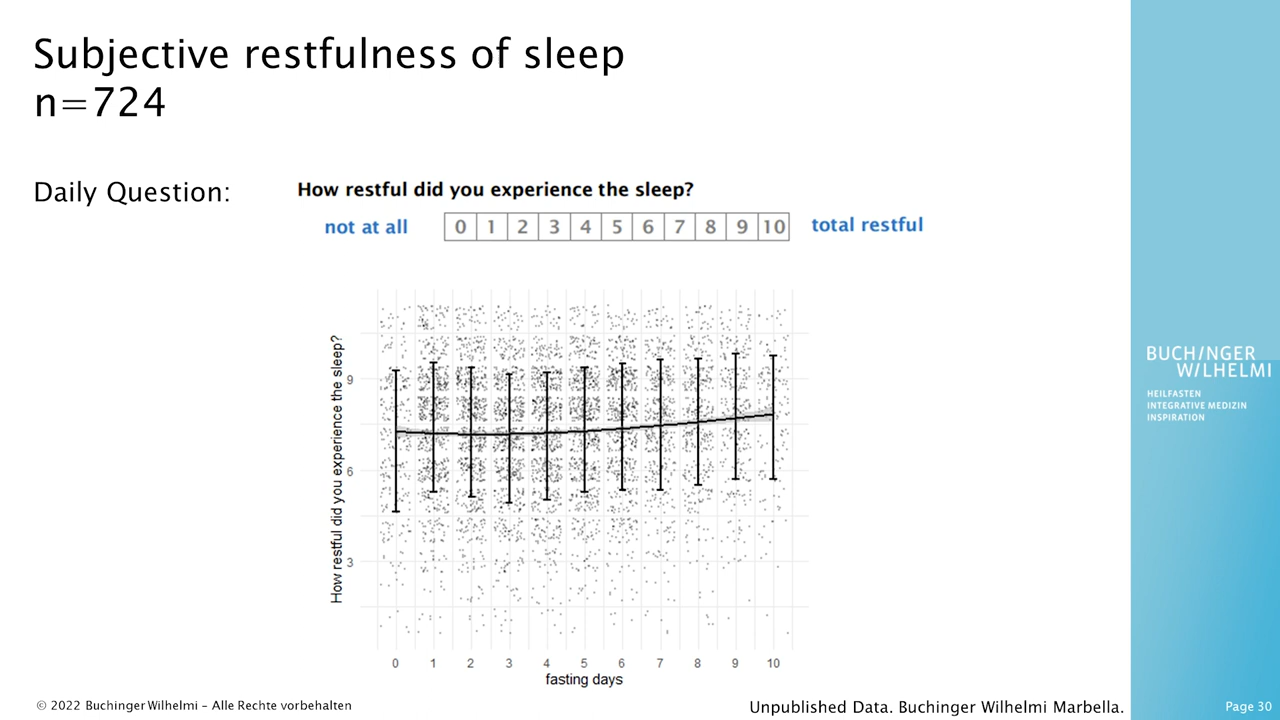 Subjective restfulness of sleep
n=724
Daily Question:
How restful did you experience the sleep?
not at all 0 1 2 3 4 5 6 7 8 9 10 total restful
How restful did you experience the sleep?
9
6
3
0 1 2 3 4 5 6 7 8 9 10
fasting days
BUCHINGER
WILHELMI
HEILFASTEN
INTEGRATIVE MEDIZIN
INSPIRATION
© 2022 Buchinger Wilhelmi – Alle Rechte vorbehalten
Unpublished Data. Buchinger Wilhelmi Marbella.
Page 30